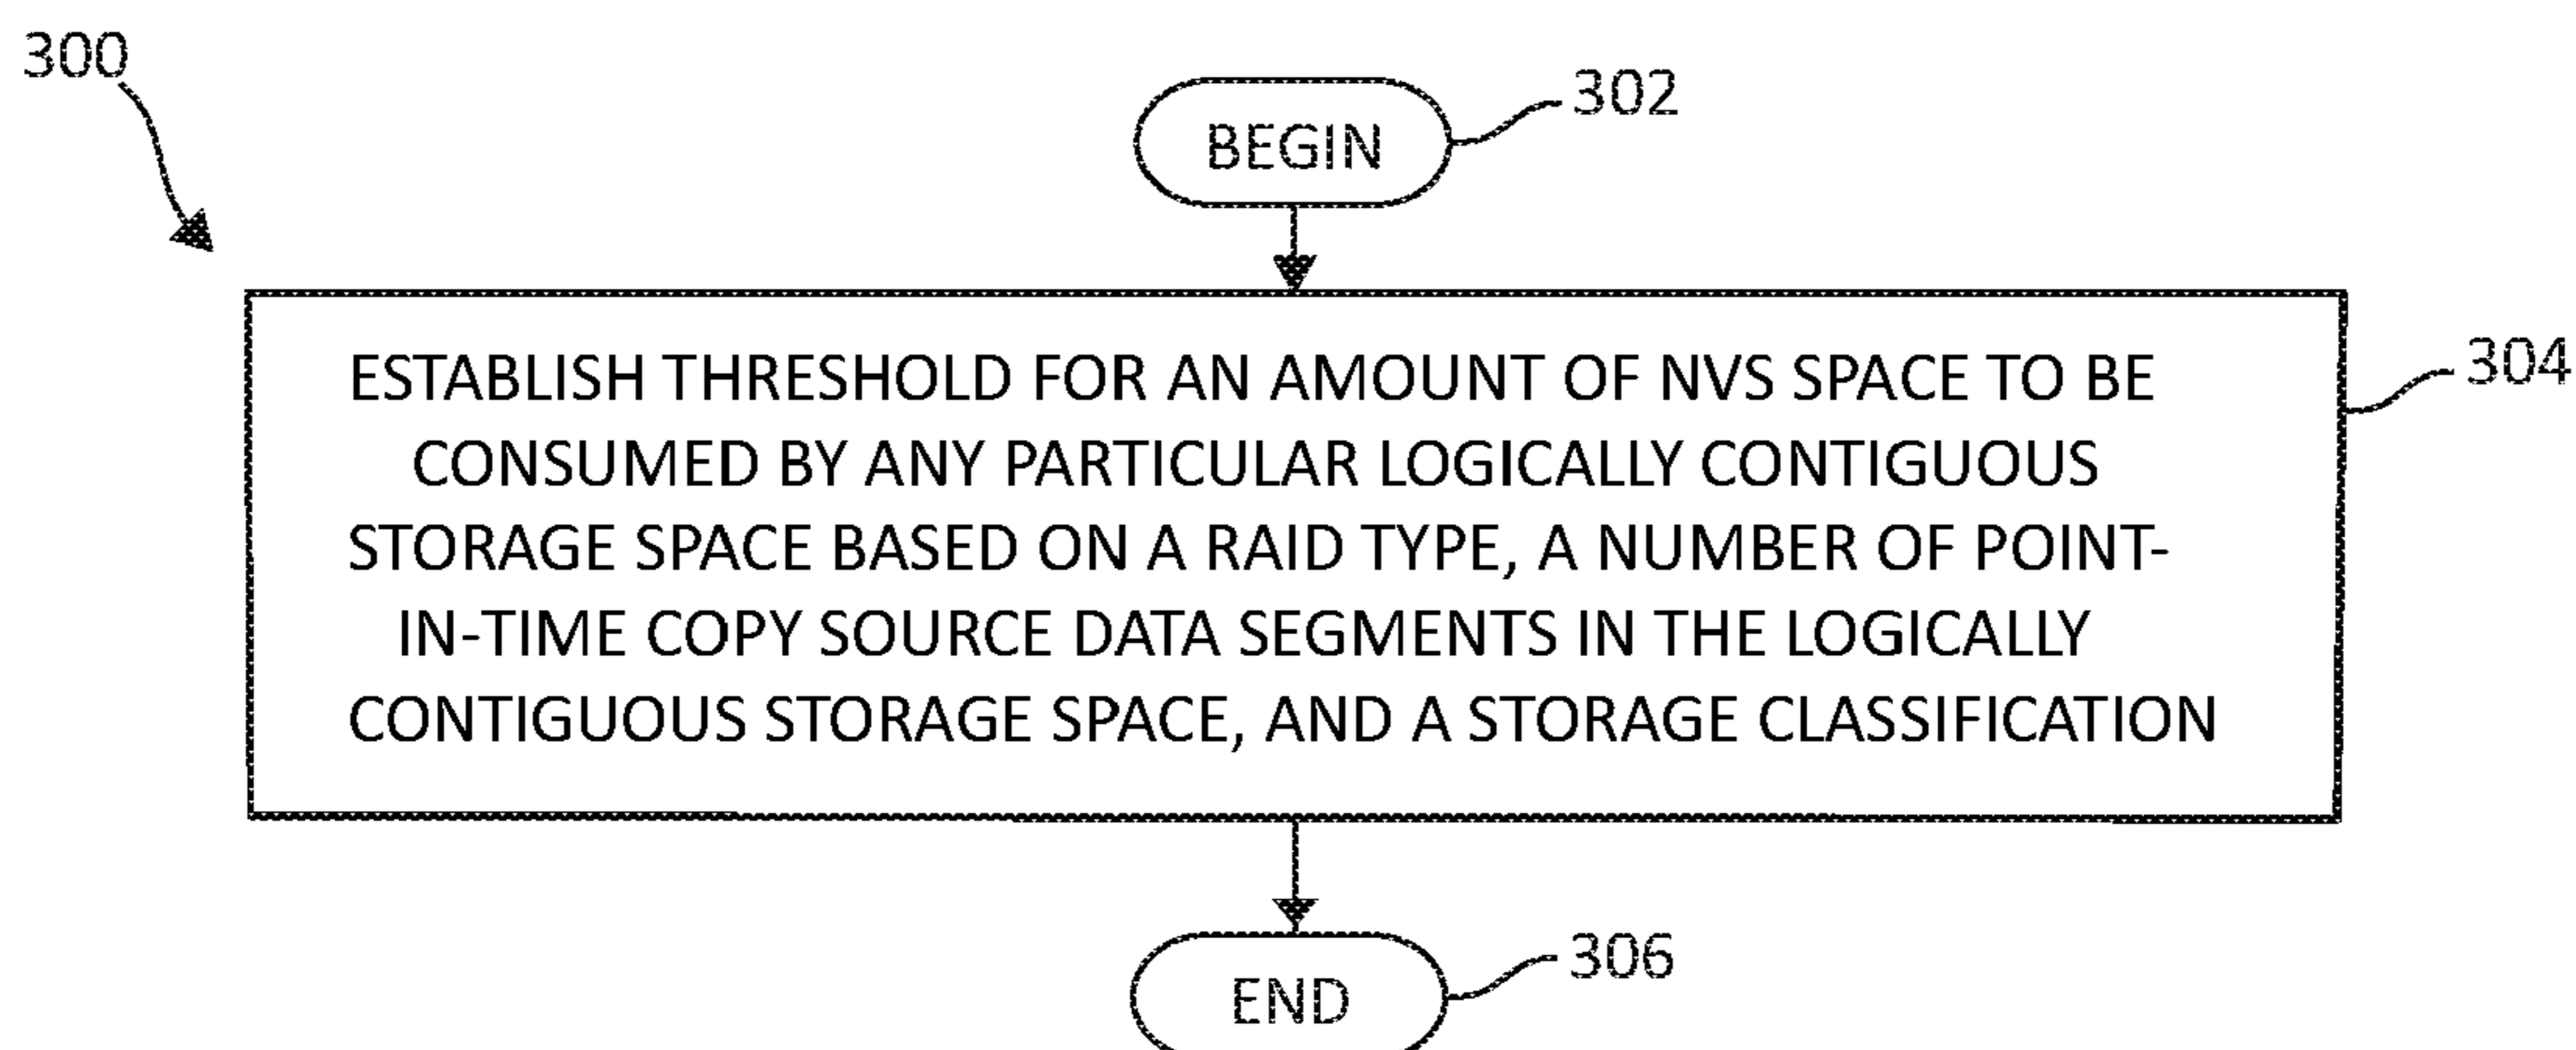 300
BEGIN
302
ESTABLISH THRESHOLD FOR AN AMOUNT OF NVS SPACE TO BE
CONSUMED BY ANY PARTICULAR LOGICALLY CONTIGUOUS
STORAGE SPACE BASED ON A RAID TYPE, A NUMBER OF POINT-
IN-TIME COPY SOURCE DATA SEGMENTS IN THE LOGICALLY
CONTIGUOUS STORAGE SPACE, AND A STORAGE CLASSIFICATION
304
END
306